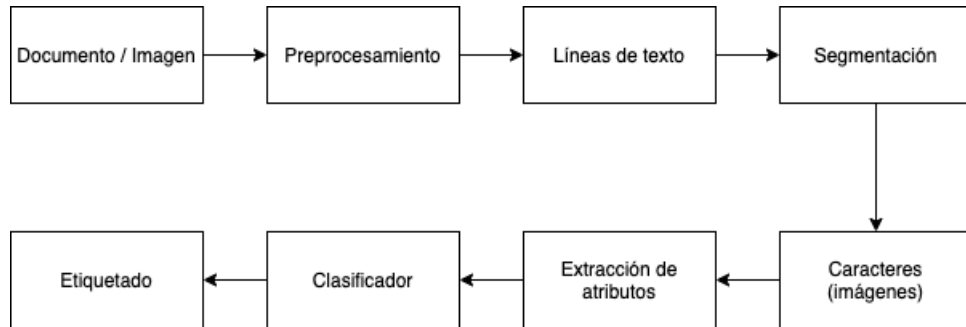 Documento / Imagen
Preprocesamiento
Líneas de texto
Segmentación
Caracteres
(imágenes)
Extracción de
atributos
Clasificador
Etiquetado